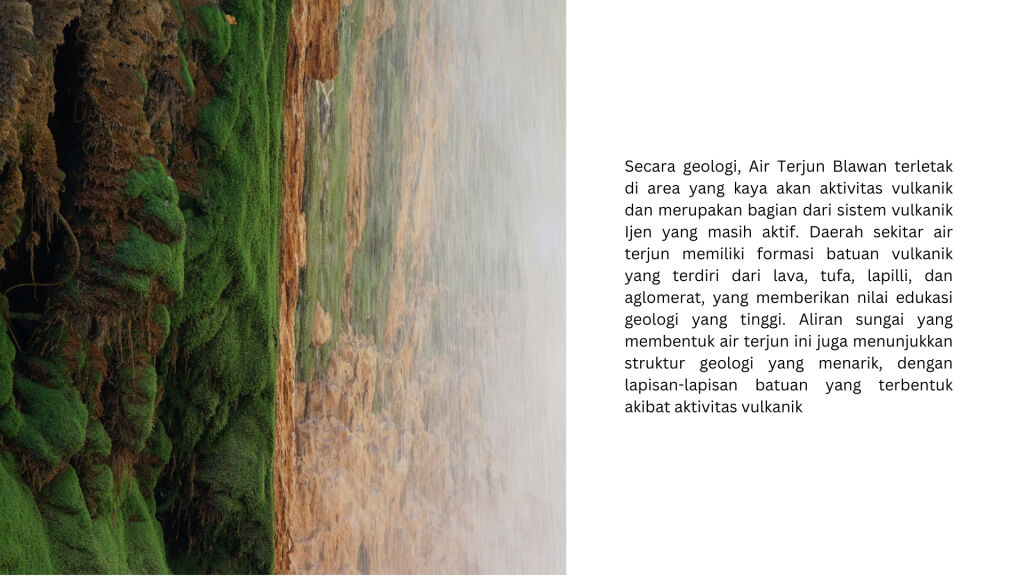 Secara geologi, Air Terjun Blawan terletak
di area yang kaya akan aktivitas vulkanik
dan merupakan bagian dari sistem vulkanik
Ijen yang masih aktif. Daerah sekitar air
terjun memiliki formasi batuan vulkanik
yang terdiri dari lava, tufa, lapilli, dan
aglomerat, yang memberikan nilai edukasi
geologi yang tinggi. Aliran sungai yang
membentuk air terjun ini juga menunjukkan
struktur geologi yang menarik, dengan
lapisan-lapisan batuan yang terbentuk
akibat aktivitas vulkanik